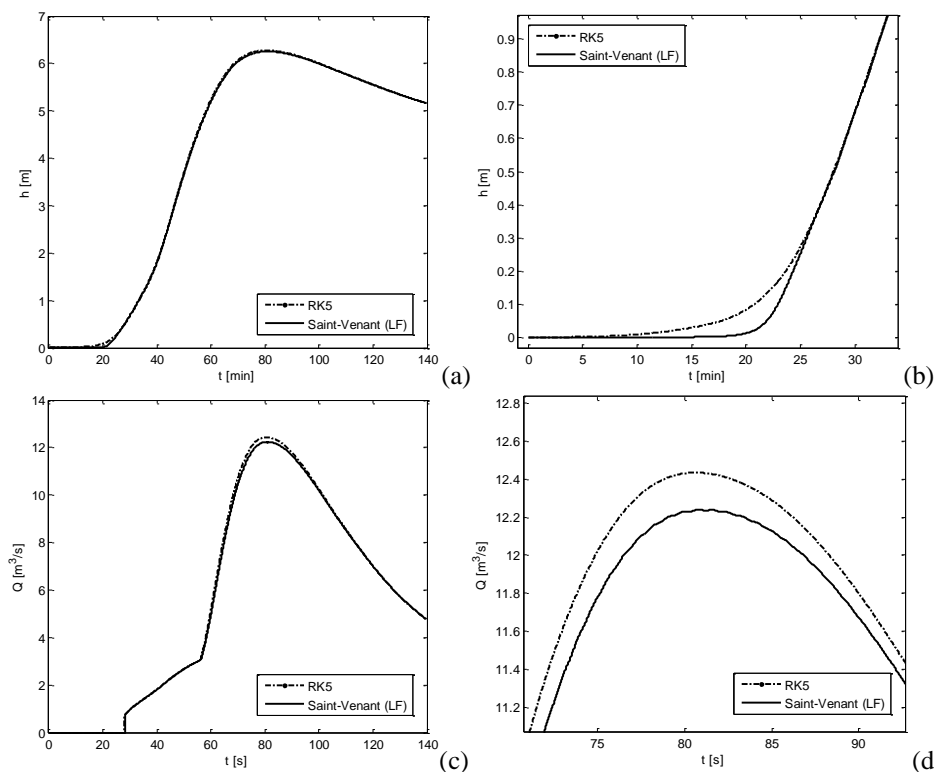 7
6
5
4
3
2
1
0
h [m]
0 20 40 60 80 100 120 140
t [min]
RK5
Saint-Venant (LF)
(a)
0.9
0.8
0.7
0.6
0.5
0.4
0.3
0.2
0.1
0
h [m]
0 5 10 15 20 25 30
t [min]
RK5
Saint-Venant (LF)
(b)
14
12
10
8
6
4
2
0
Q [m³/s]
0 20 40 60 80 100 120 140
t [s]
RK5
Saint-Venant (LF)
(c)
12.8
12.6
12.4
12.2
12
11.8
11.6
11.4
11.2
Q [m³/s]
75 80 85 90
t [s]
RK5
Saint-Venant (LF)
(d